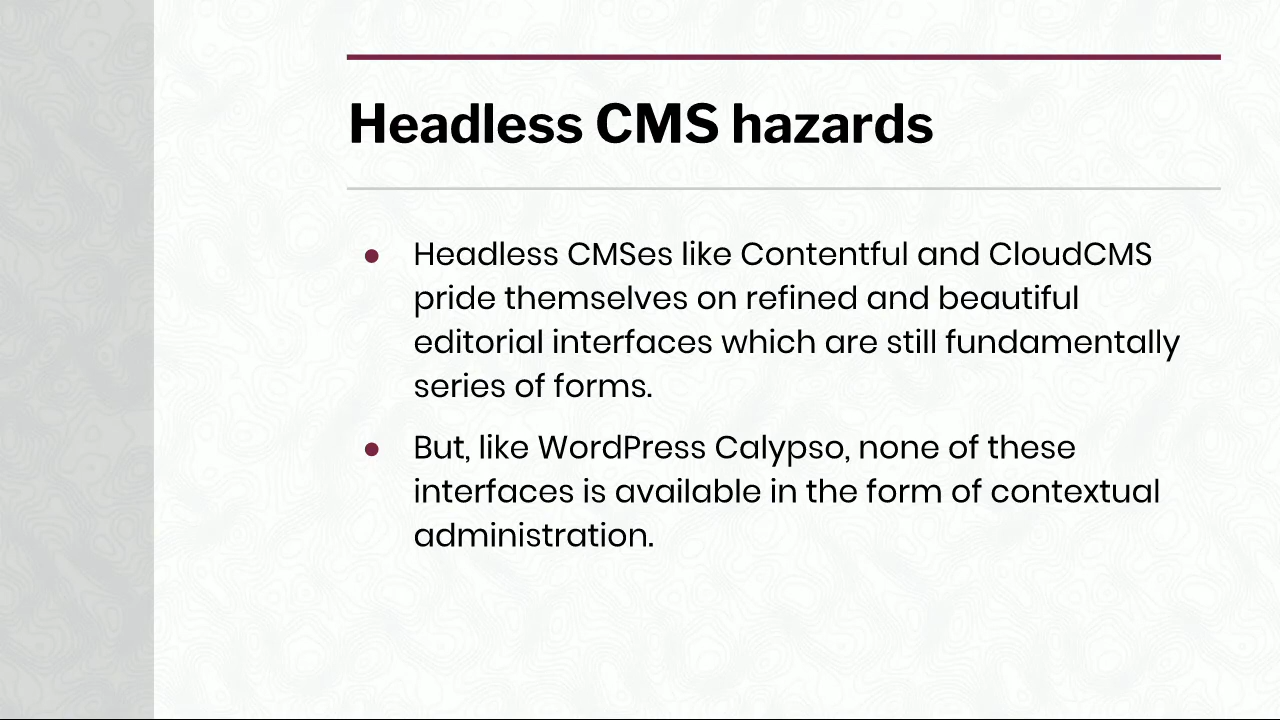 Headless CMS hazards
● Headless CMSes like Contentful and CloudCMS
pride themselves on refined and beautiful
editorial interfaces which are still fundamentally
series of forms.
● But, like WordPress Calypso, none of these
interfaces is available in the form of contextual
administration.